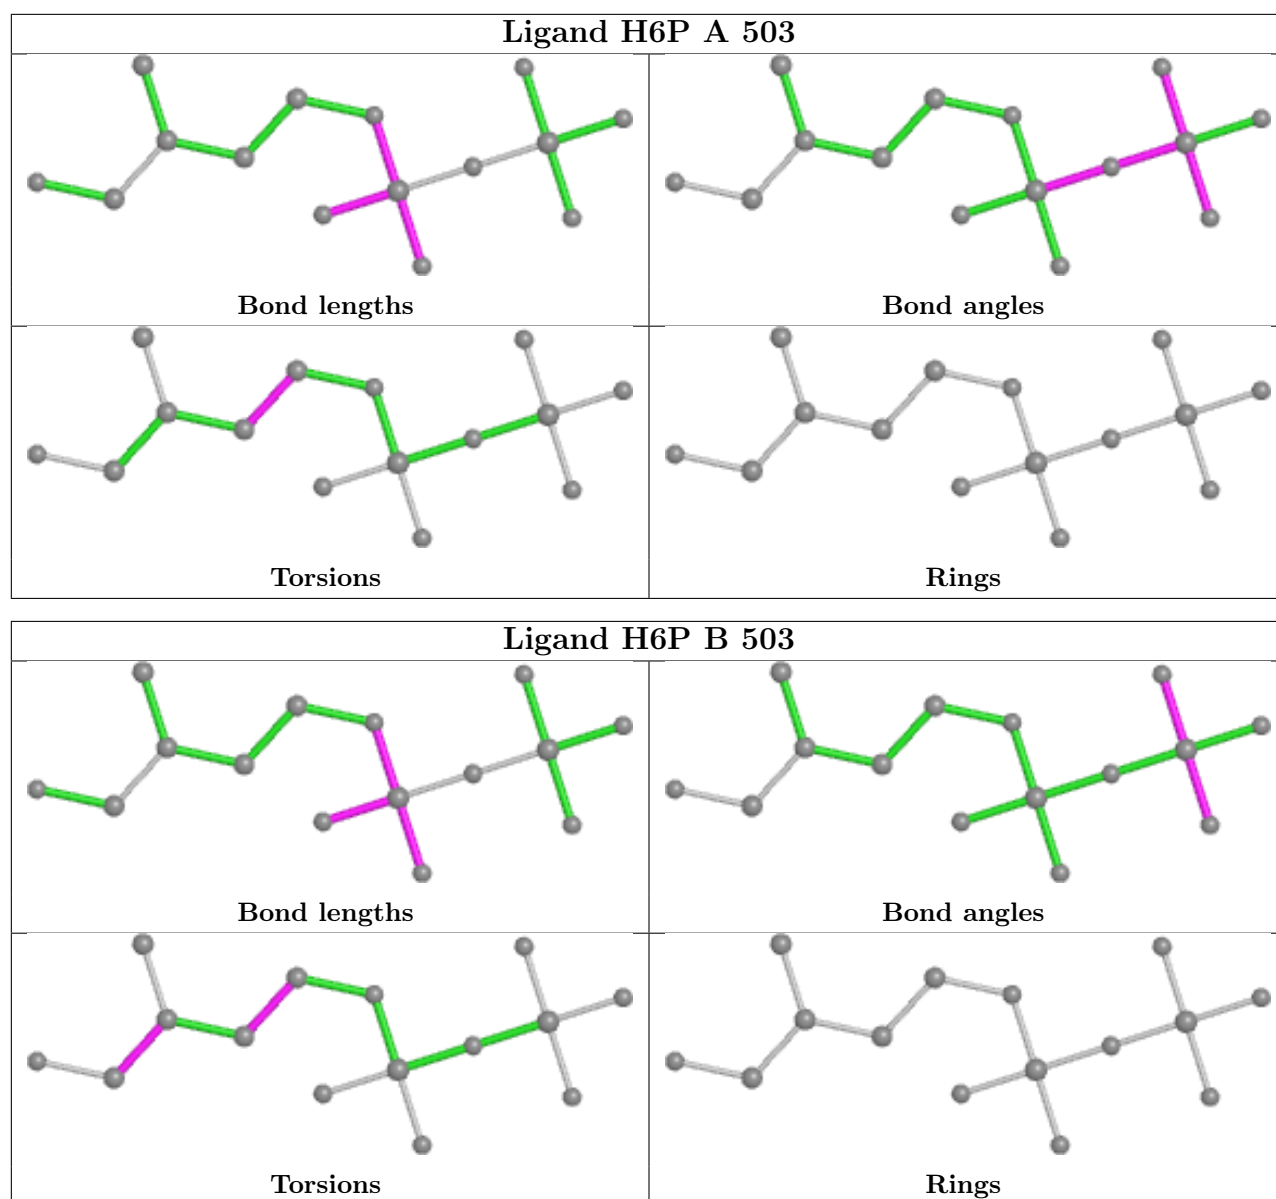 Ligand H6P A 503
Bond lengths
Bond angles
Torsions
Rings
Ligand H6P B 503
Bond lengths
Bond angles
Torsions
Rings